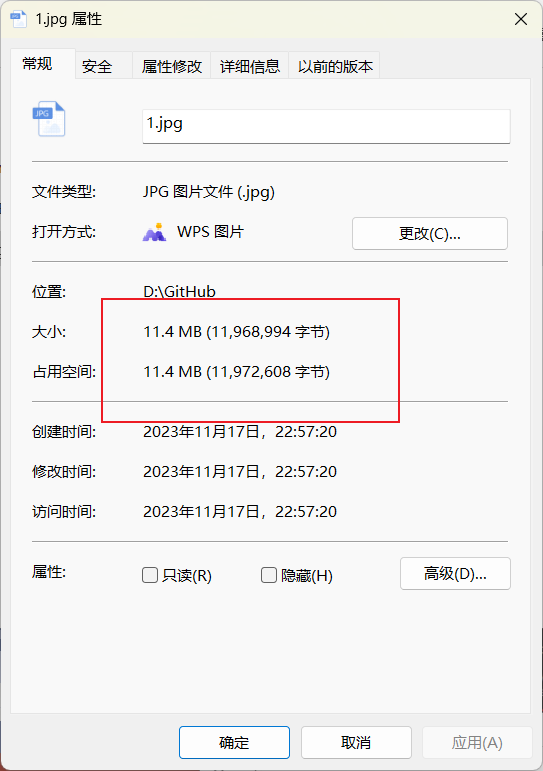 1.jpg 属性
常规 安全 属性修改 详细信息 以前的版本
JPG
1.jpg
文件类型: JPG 图片文件 (.jpg)
打开方式: WPS 图片 更改(C)...
位置: D:\GitHub
大小: 11.4 MB (11,968,994 字节)
占用空间: 11.4 MB (11,972,608 字节)
创建时间: 2023年11月17日，22:57:20
修改时间: 2023年11月17日，22:57:20
访问时间: 2023年11月17日，22:57:20
属性: 只读(R) 隐藏(H) 高级(D)...
确定 取消 应用(A)